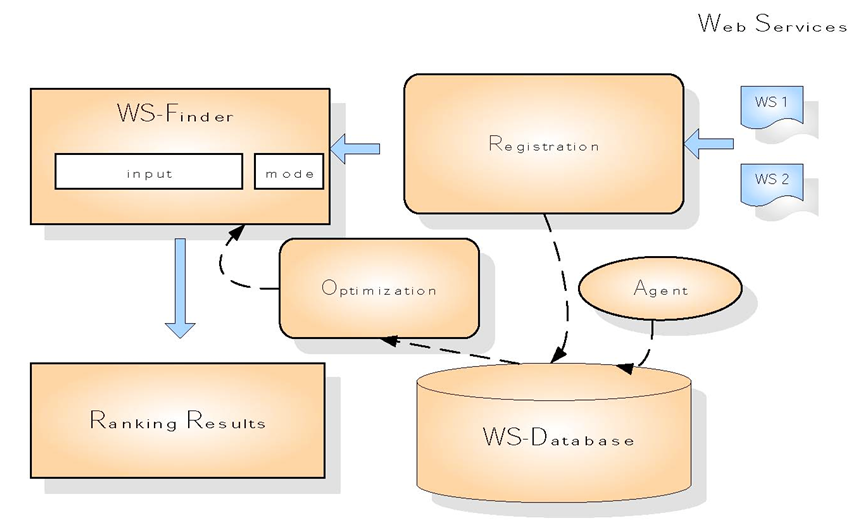 Web Services
WS-Finder
input
mode
Registration
WS 1
WS 2
Optimization
Agent
Ranking Results
WS-Database